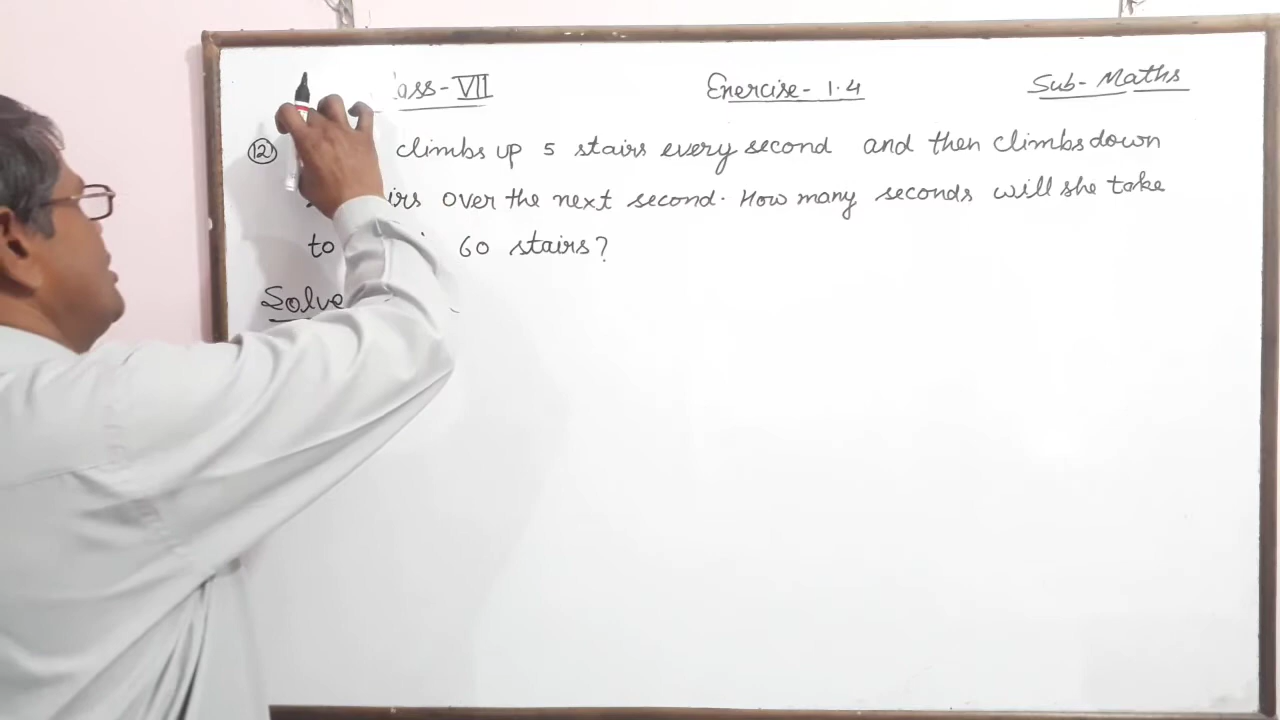 ass - VII Exercise - 1.4 Sub - Maths
12 climbs up 5 stairs every second and then climbs down
irs over the next second. How many seconds will she take
to 60 stairs?
Solve